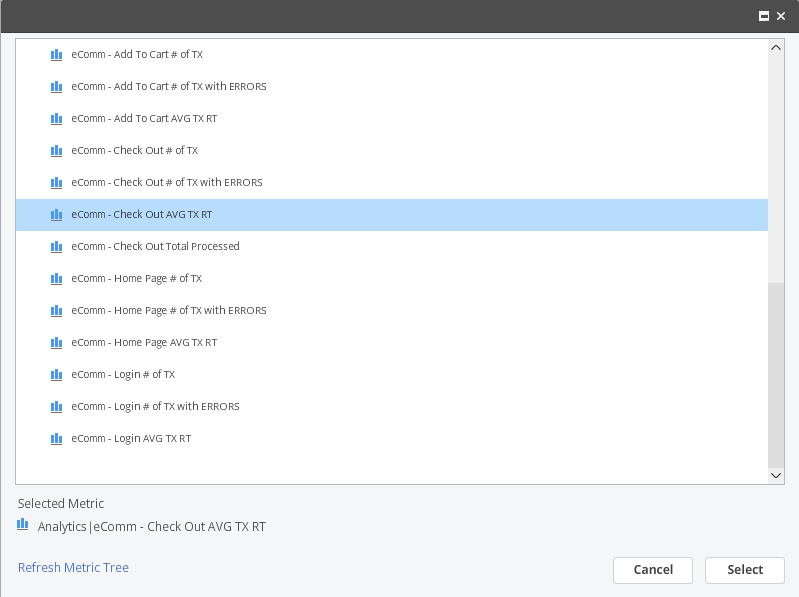 eComm - Add To Cart # of TX
eComm - Add To Cart # of TX with ERRORS
eComm - Add To Cart AVG TX RT
eComm - Check Out # of TX
eComm - Check Out # of TX with ERRORS
eComm - Check Out AVG TX RT
eComm - Check Out Total Processed
eComm - Home Page # of TX
eComm - Home Page # of TX with ERRORS
eComm - Home Page AVG TX RT
eComm - Login # of TX
eComm - Login # of TX with ERRORS
eComm - Login AVG TX RT
Selected Metric
Analytics|eComm - Check Out AVG TX RT
Refresh Metric Tree
Cancel
Select